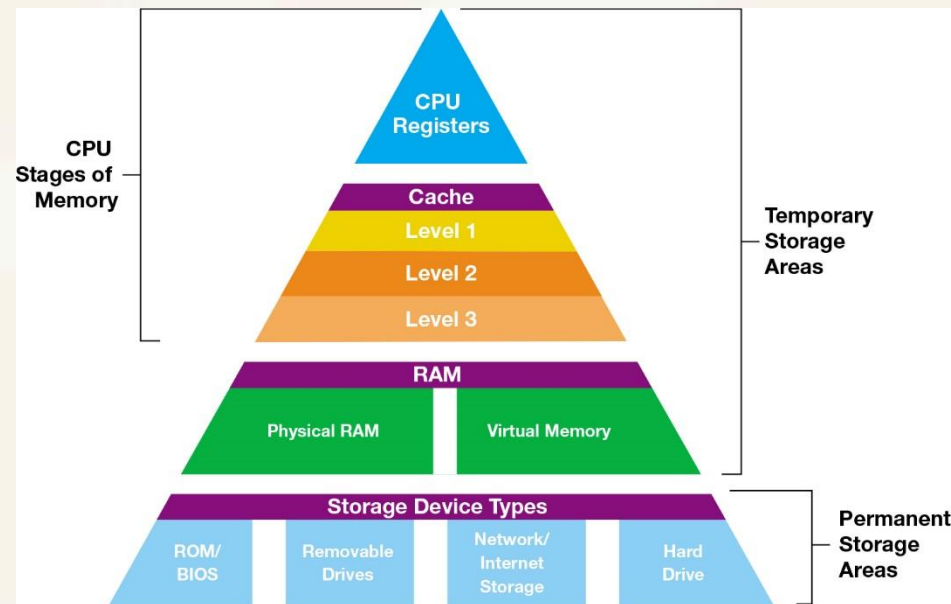 CPU
Registers
CPU
Stages of
Memory
Cache
Level 1
Level 2
Level 3
Temporary
Storage
Areas
RAM
Physical RAM
Virtual Memory
Storage Device Types
ROM/
BIOS
Removable
Drives
Network/
Internet
Storage
Hard
Drive
Permanent
Storage
Areas